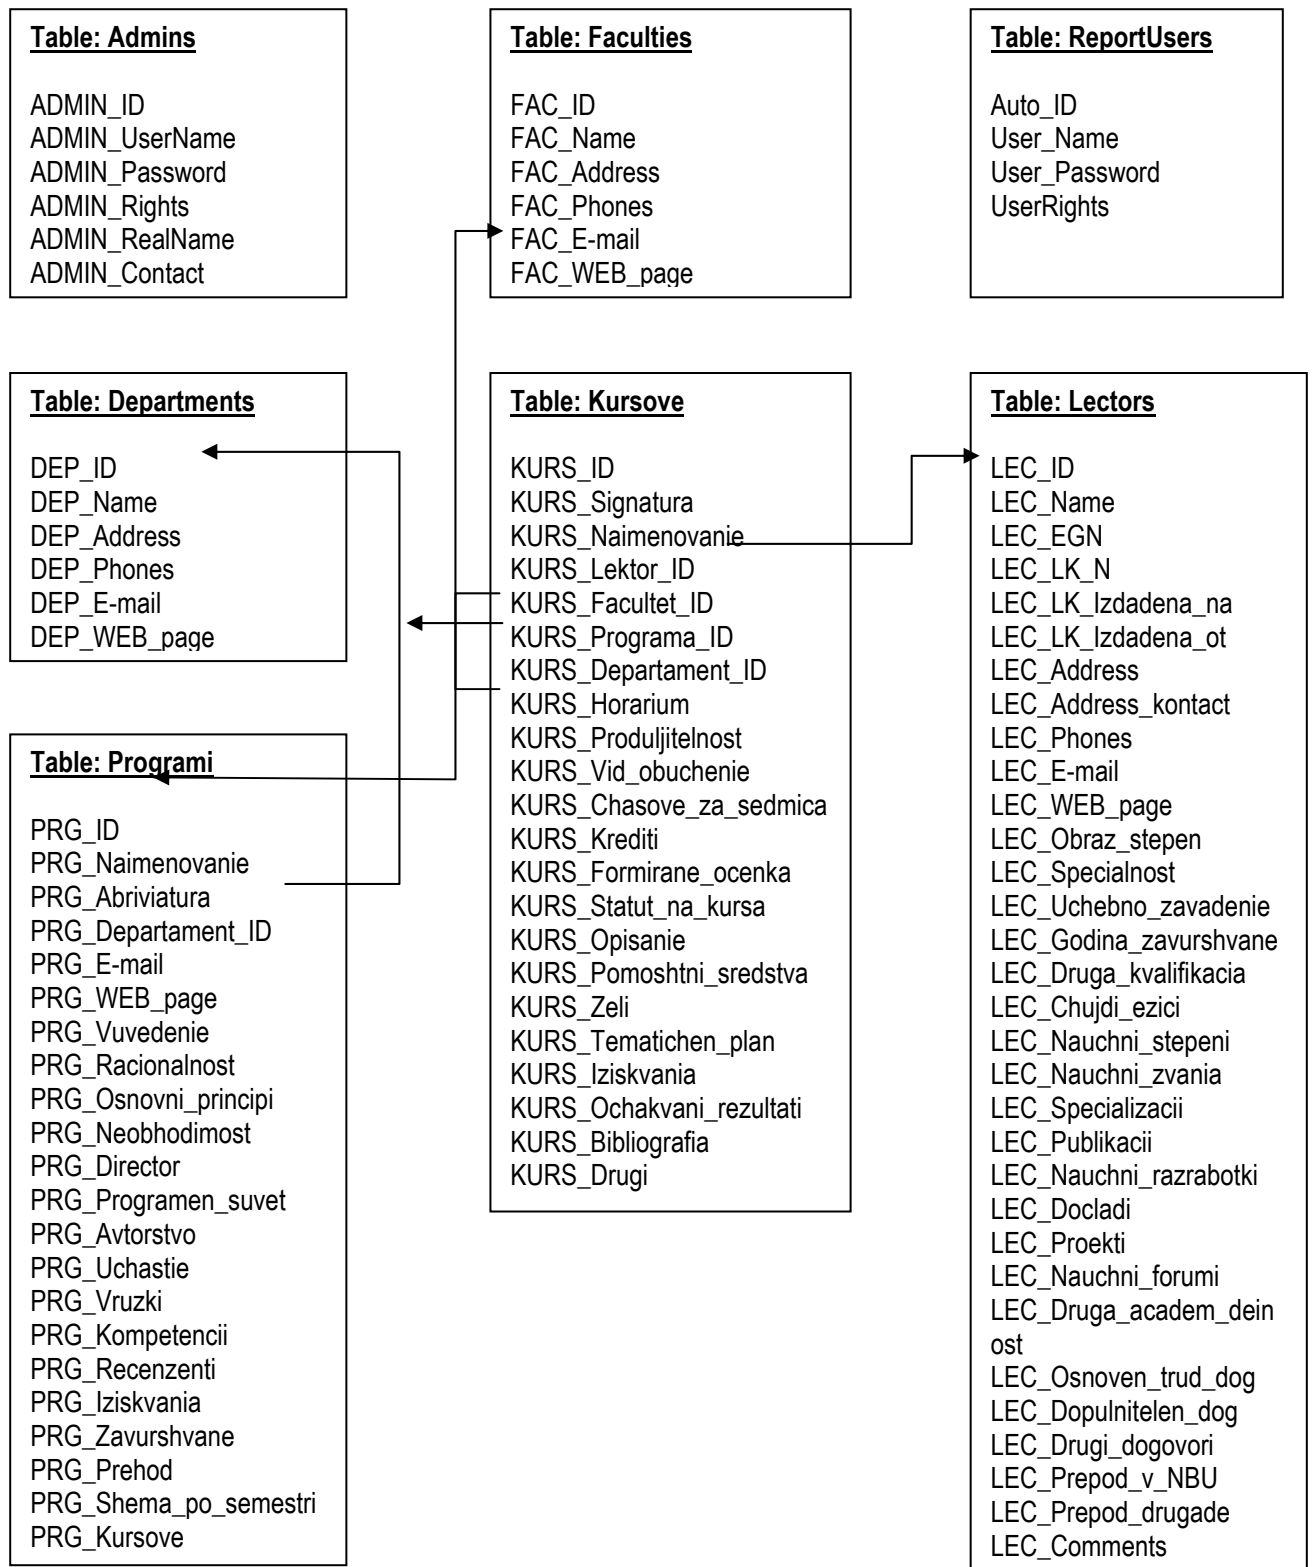 Table: Admins
ADMIN_ID
ADMIN_UserName
ADMIN_Password
ADMIN_Rights
ADMIN_RealName
ADMIN_Contact
Table: Faculties
FAC_ID
FAC_Name
FAC_Address
FAC_Phones
FAC_E-mail
FAC_WEB_page
Table: ReportUsers
Auto_ID
User_Name
User_Password
UserRights
Table: Departments
DEP_ID
DEP_Name
DEP_Address
DEP_Phones
DEP_E-mail
DEP_WEB_page
Table: Kursove
KURS_ID
KURS_Signatura
KURS_Naimenovanie
KURS_Lektor_ID
KURS_Facultet_ID
KURS_Programa_ID
KURS_Departament_ID
KURS_Horarium
KURS_Produljitelnost
KURS_Vid_obuchenie
KURS_Chasove_za_sedmica
KURS_Krediti
KURS_Formirane_ocenka
KURS_Statut_na_kursa
KURS_Opisanie
KURS_Pomoshtni_sredstva
KURS_Zeli
KURS_Tematichen_plan
KURS_Iziskvania
KURS_Ochakvani_rezultati
KURS_Bibliografia
KURS_Drugi
Table: Lectors
LEC_ID
LEC_Name
LEC_EGN
LEC_LK_N
LEC_LK_Izdadena_na
LEC_LK_Izdadena_ot
LEC_Address
LEC_Address_kontact
LEC_Phones
LEC_E-mail
LEC_WEB_page
LEC_Obraz_stepen
LEC_Specialnost
LEC_Uchebno_zavadenie
LEC_Godina_zavurshvane
LEC_Druga_kvalifikacia
LEC_Chujdi_ezici
LEC_Nauchni_stepeni
LEC_Nauchni_zvania
LEC_Specializacii
LEC_Publikacii
LEC_Nauchni_razrabotki
LEC_Docladi
LEC_Proekti
LEC_Nauchni_forumi
LEC_Druga_academ_dein
ost
LEC_Osnoven_trud_dog
LEC_Dopulnitelen_dog
LEC_Drugi_dogovori
LEC_Prepod_v_NBU
LEC_Prepod_drugade
LEC_Comments
Table: Programi
PRG_ID
PRG_Naimenovanie
PRG_Abriviatura
PRG_Departament_ID
PRG_E-mail
PRG_WEB_page
PRG_Vuvedenie
PRG_Racionalnost
PRG_Osnovni_principi
PRG_Neobhodimost
PRG_Director
PRG_Programen_suvet
PRG_Avtorstvo
PRG_Uchastie
PRG_Vruzki
PRG_Kompetencii
PRG_Recenzenti
PRG_Iziskvania
PRG_Zavurshvane
PRG_Prehod
PRG_Shema_po_semestri
PRG_Kursove